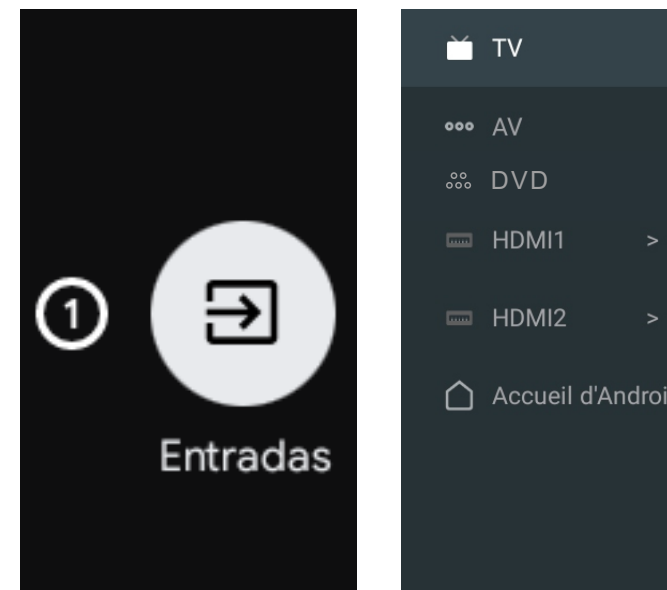 1
Entradas
TV
AV
DVD
HDMI1 >
HDMI2 >
Accueil d'Androi